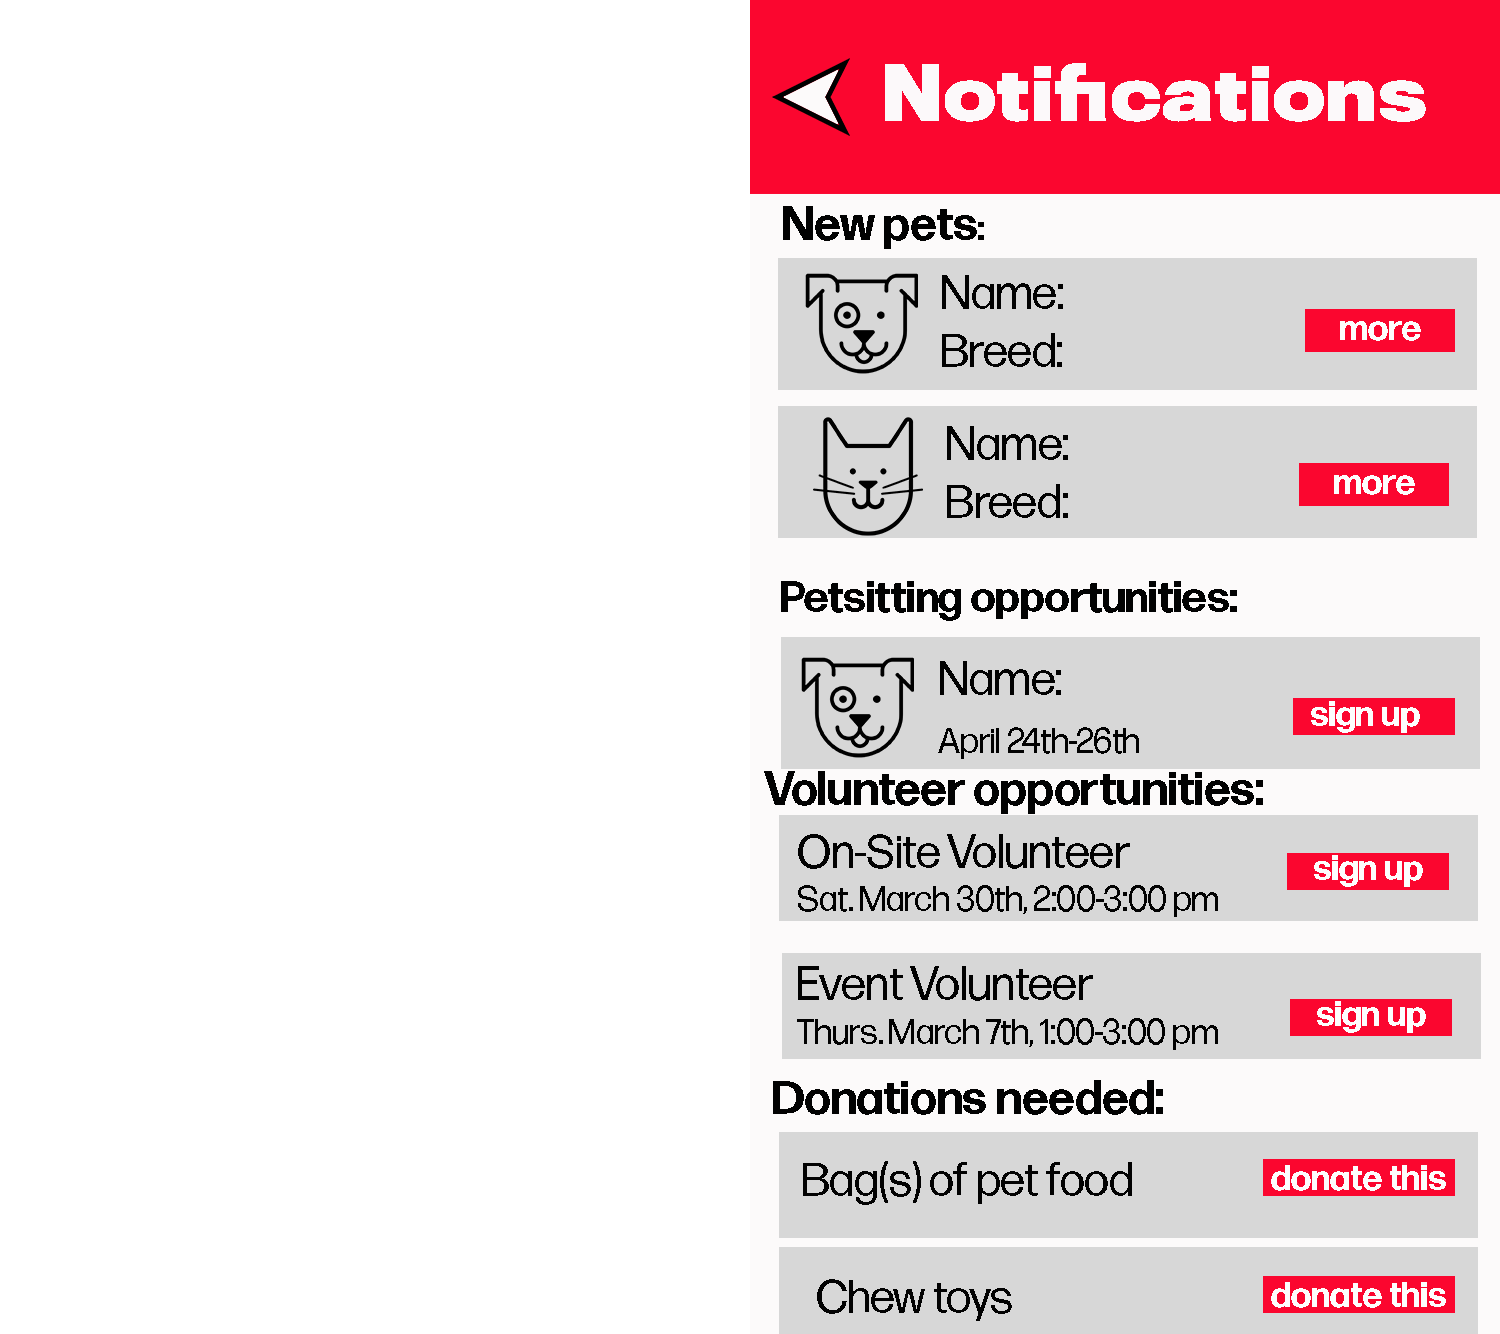 Notifications
New pets:
Name:
Breed:
more
Name:
Breed:
more
Petsitting opportunities:
Name:
April 24th-26th
sign up
Volunteer opportunities:
On-Site Volunteer
Sat. March 30th, 2:00-3:00 pm
sign up
Event Volunteer
Thurs. March 7th, 1:00-3:00 pm
sign up
Donations needed:
Bag(s) of pet food
donate this
Chew toys
donate this